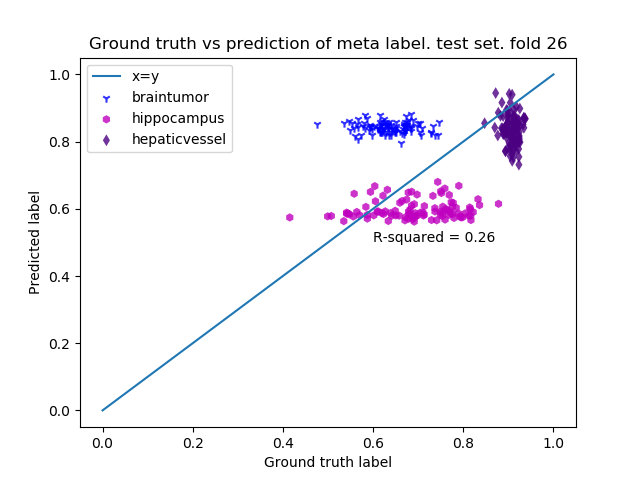 Ground truth vs prediction of meta label. test set. fold 26
x=y
braintumor
hippocampus
hepaticvessel
R-squared = 0.26
Predicted label
1.0
0.8
0.6
0.4
0.2
0.0
0.0 0.2 0.4 0.6 0.8 1.0
Ground truth label